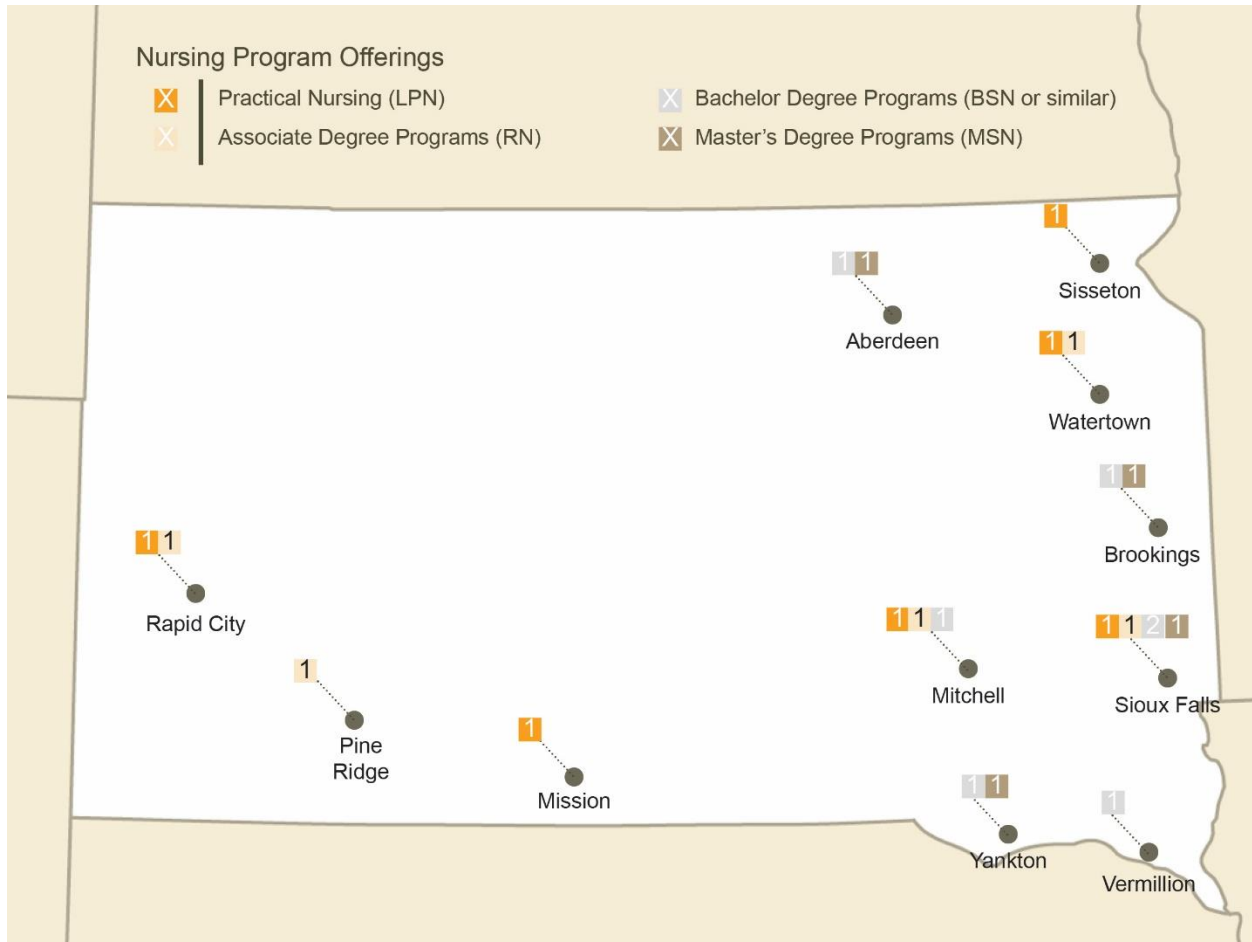 Nursing Program Offerings
X Practical Nursing (LPN)
X Associate Degree Programs (RN)
X Bachelor Degree Programs (BSN or similar)
X Master's Degree Programs (MSN)
1
Sisseton
1 1
Aberdeen
1 1
Watertown
1 1
Brookings
1 1
Rapid City
1 1 1
Mitchell
1 1 2 1
Sioux Falls
1
Pine
Ridge
1
Mission
1 1
Yankton
1
Vermillion